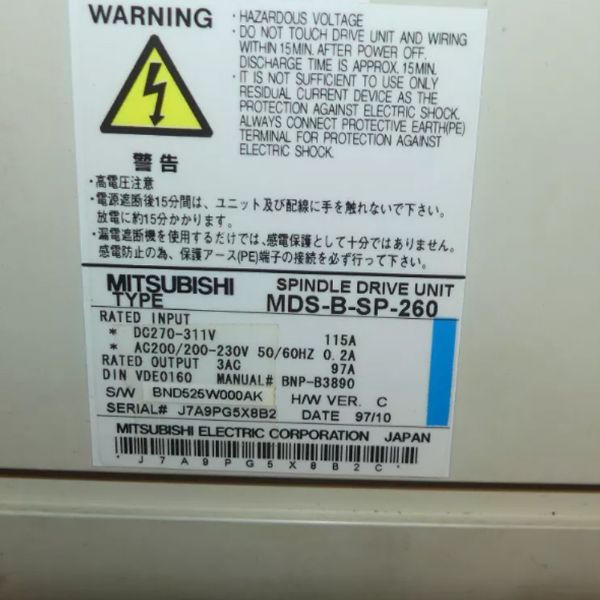 WARNING
・HAZARDOUS VOLTAGE
・DO NOT TOUCH DRIVE UNIT AND WIRING
WITHIN 15MIN. AFTER POWER OFF.
DISCHARGE TIME IS APPROX. 15MIN.
・IT IS NOT SUFFICIENT TO USE ONLY
RESIDUAL CURRENT DEVICE AS THE
PROTECTION AGAINST ELECTRIC SHOCK.
ALWAYS CONNECT PROTECTIVE EARTH(PE)
TERMINAL FOR PROTECTION AGAINST
ELECTRIC SHOCK.
警告
・高電圧注意
・電源遮断後15分間は、ユニット及び配線に手を触れないで下さい。
放電に約15分かかります。
・漏電遮断機を使用するだけでは、感電保護として十分ではありません。
感電防止の為、保護アース(PE)端子の接続を必ず行って下さい。
MITSUBISHI SPINDLE DRIVE UNIT
TYPE MDS-B-SP-260
RATED INPUT
* DC270-311V 115A
* AC200/200-230V 50/60HZ 0.2A
RATED OUTPUT 3AC 97A
DIN VDE0160 MANUAL# BNP-B3890
S/W BND525W000AK H/W VER. C
SERIAL# J7A9PG5X8B2 DATE 97/10
MITSUBISHI ELECTRIC CORPORATION JAPAN
*J7A9PG5X8B2C*